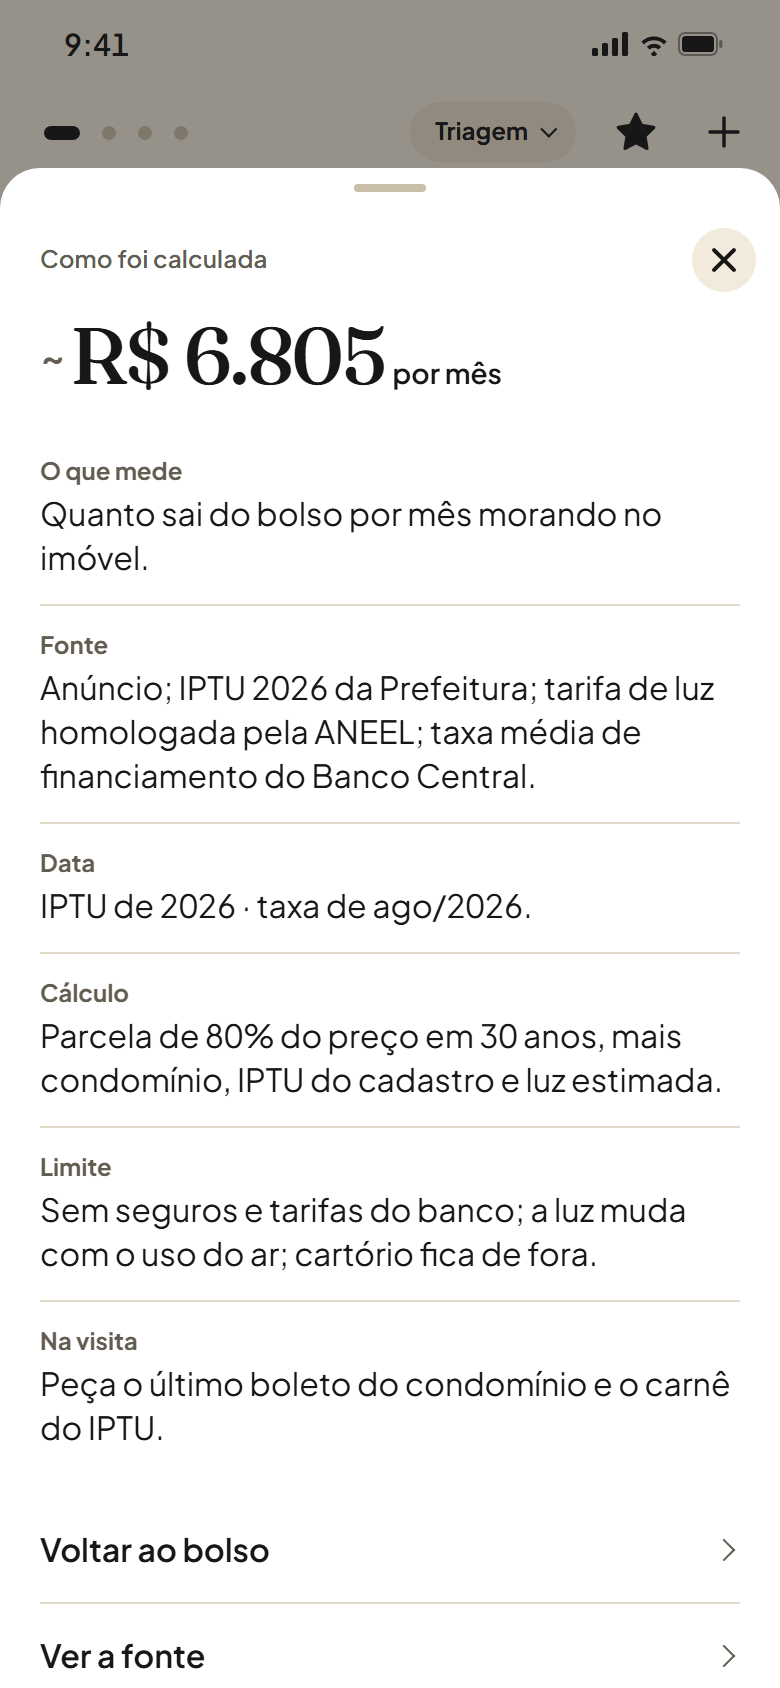 9:41
Triagem
Como foi calculada
~R$ 6.805 por mês
O que mede
Quanto sai do bolso por mês morando no
imóvel.
Fonte
Anúncio; IPTU 2026 da Prefeitura; tarifa de luz
homologada pela ANEEL; taxa média de
financiamento do Banco Central.
Data
IPTU de 2026 · taxa de ago/2026.
Cálculo
Parcela de 80% do preço em 30 anos, mais
condomínio, IPTU do cadastro e luz estimada.
Limite
Sem seguros e tarifas do banco; a luz muda
com o uso do ar; cartório fica de fora.
Na visita
Peça o último boleto do condomínio e o carnê
do IPTU.
Voltar ao bolso
Ver a fonte